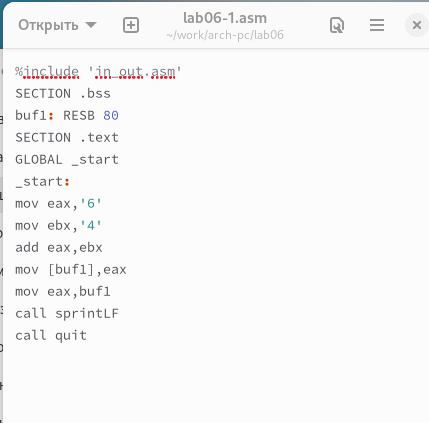 Открыть
lab06-1.asm
~/work/arch-pc/lab06
%include 'in_out.asm'
SECTION .bss
buf1: RESB 80
SECTION .text
GLOBAL _start
_start:
mov eax,'6'
mov ebx,'4'
add eax,ebx
mov [buf1],eax
mov eax,buf1
call sprintLF
call quit